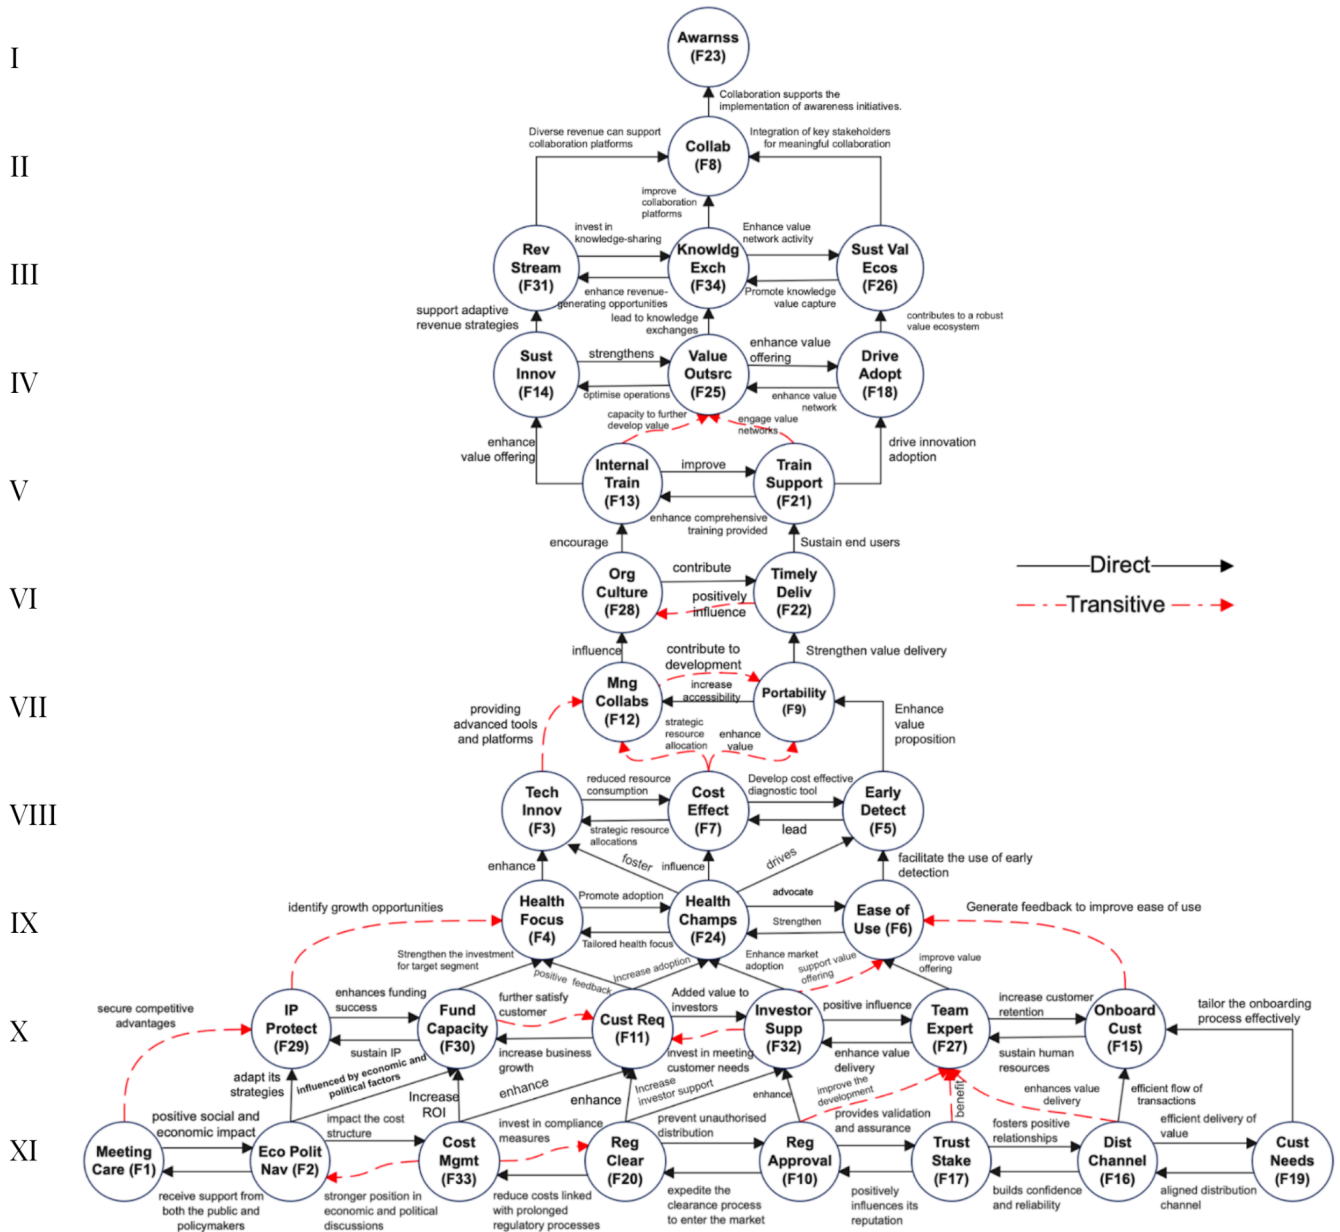 I
Awarnss
(F23)
Collaboration supports the
implementation of awareness initiatives.
II
Diverse revenue can support
collaboration platforms
Collab
(F8)
Integration of key stakeholders
for meaningful collaboration
improve
collaboration
platforms
III
Rev
Stream
(F31)
invest in
knowledge-sharing
Knowldg
Exch
(F34)
Enhance value
network activity
Sust Val
Ecos
(F26)
enhance revenue-
generating opportunities
Promote knowledge
value capture
support adaptive
revenue strategies
lead to knowledge
exchanges
contributes to a robust
value ecosystem
IV
Sust
Innov
(F14)
strengthens
Value
Outsrc
(F25)
enhance value
offering
Drive
Adopt
(F18)
optimise operations
enhance value
network
capacity to further
develop value
engage value
networks
enhance
value offering
drive innovation
adoption
V
Internal
Train
(F13)
improve
Train
Support
(F21)
enhance comprehensive
training provided
encourage
Sustain end users
VI
Org
Culture
(F28)
contribute
Timely
Deliv
(F22)
positively
influence
Direct
Transitive
influence
contribute to
development
Strengthen value delivery
VII
Mng
Collabs
(F12)
increase
accessibility
Portability
(F9)
providing
advanced tools
and platforms
strategic
resource
allocation
enhance
value
Enhance
value
proposition
VIII
Tech
Innov
(F3)
reduced resource
consumption
Cost
Effect
(F7)
Develop cost effective
diagnostic tool
Early
Detect
(F5)
strategic resource
allocations
lead
enhance
foster
influence
drives
facilitate the use of early
detection
IX
identify growth opportunities
Health
Focus
(F4)
Promote adoption
Health
Champs
(F24)
advocate
Ease of
Use (F6)
Generate feedback to improve ease of use
Tailored health focus
Strengthen
Strengthen the investment
for target segment
positive feedback
Increase adoption
Enhance market
adoption
support value
offering
improve value
offering
X
secure competitive
advantages
IP
Protect
(F29)
enhances funding
success
Fund
Capacity
(F30)
further satisfy
customer
Cust Req
(F11)
Added value to
investors
Investor
Supp
(F32)
positive influence
Team
Expert
(F27)
increase customer
retention
Onboard
Cust
(F15)
tailor the onboarding
process effectively
sustain IP
increase business
growth
invest in meeting
customer needs
enhance value
delivery
sustain human
resources
adapt its
strategies
influenced by economic and
political factors
Increase
ROI
enhance
enhance
Increase
investor support
enhance
improve the
development
benefit
enhances value
delivery
efficient flow of
transactions
XI
Meeting
Care (F1)
positive social and
economic impact
Eco Polit
Nav (F2)
impact the cost
structure
Cost
Mgmt
(F33)
invest in compliance
measures
Reg
Clear
(F20)
prevent unauthorised
distribution
Reg
Approval
(F10)
provides validation
and assurance
Trust
Stake
(F17)
fosters positive
relationships
Dist
Channel
(F16)
efficient delivery of
value
Cust
Needs
(F19)
receive support from
both the public and
policymakers
stronger position in
economic and political
discussions
reduce costs linked
with prolonged
regulatory processes
expedite the
clearance process
to enter the market
positively
influences its
reputation
builds confidence
and reliability
aligned distribution
channel